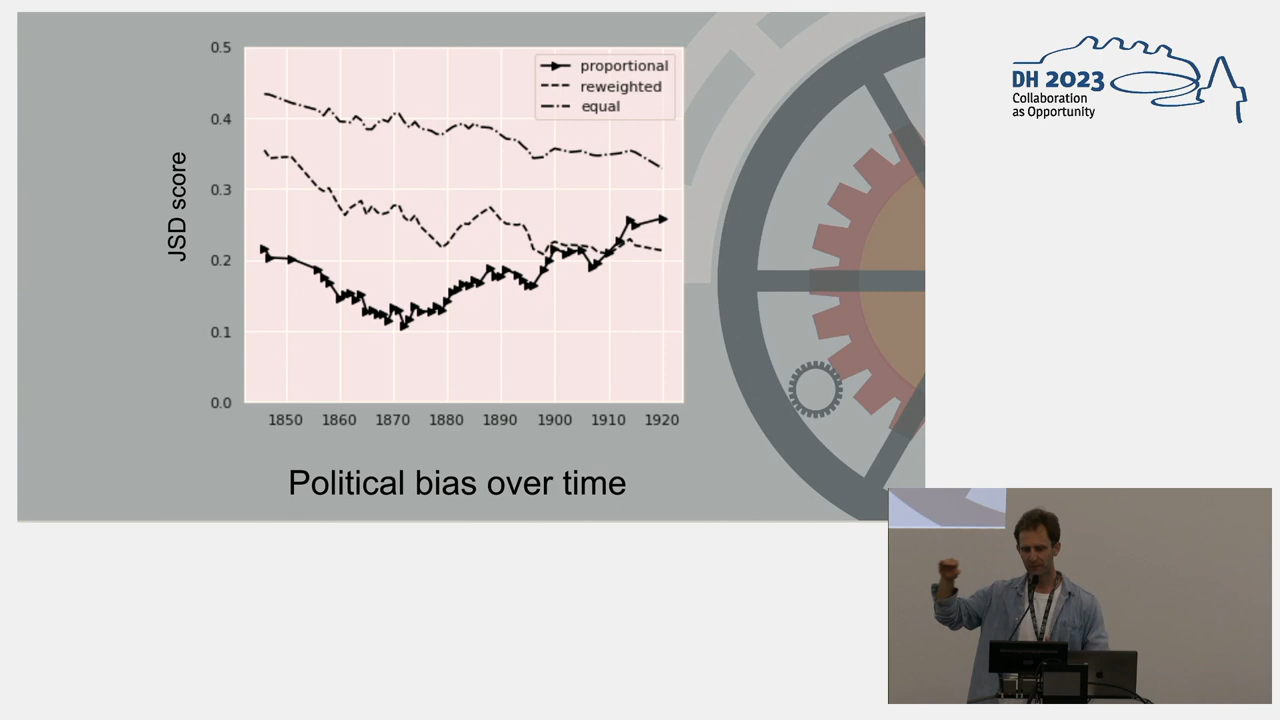 0.5
0.4
0.3
0.2
0.1
0.0
JSD score
proportional
reweighted
equal
1850 1860 1870 1880 1890 1900 1910 1920
Political bias over time
DH 2023
Collaboration
as Opportunity